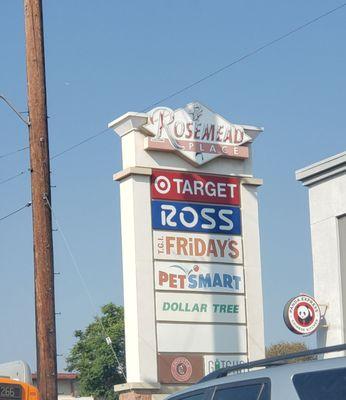 ROSEMEAD
PLACE
TARGET
ROSS
T.G.I. FRiDAYS
PETSMART
DOLLAR TREE
PANDA EXPRESS
266